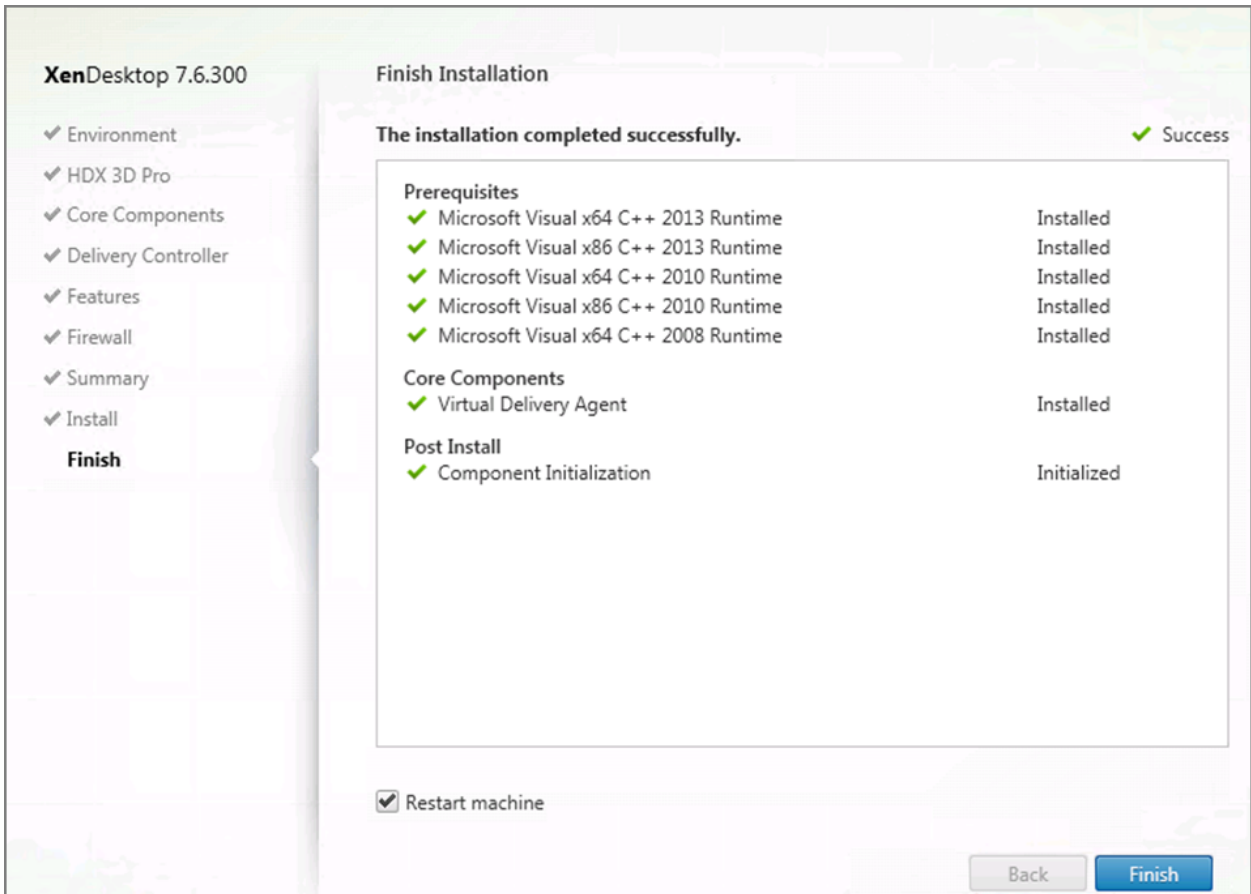 XenDesktop 7.6.300
Environment
HDX 3D Pro
Core Components
Delivery Controller
Features
Firewall
Summary
Install
Finish
Finish Installation
The installation completed successfully. Success
Prerequisites
Microsoft Visual x64 C++ 2013 Runtime Installed
Microsoft Visual x86 C++ 2013 Runtime Installed
Microsoft Visual x64 C++ 2010 Runtime Installed
Microsoft Visual x86 C++ 2010 Runtime Installed
Microsoft Visual x64 C++ 2008 Runtime Installed
Core Components
Virtual Delivery Agent Installed
Post Install
Component Initialization Initialized
Restart machine
Back Finish